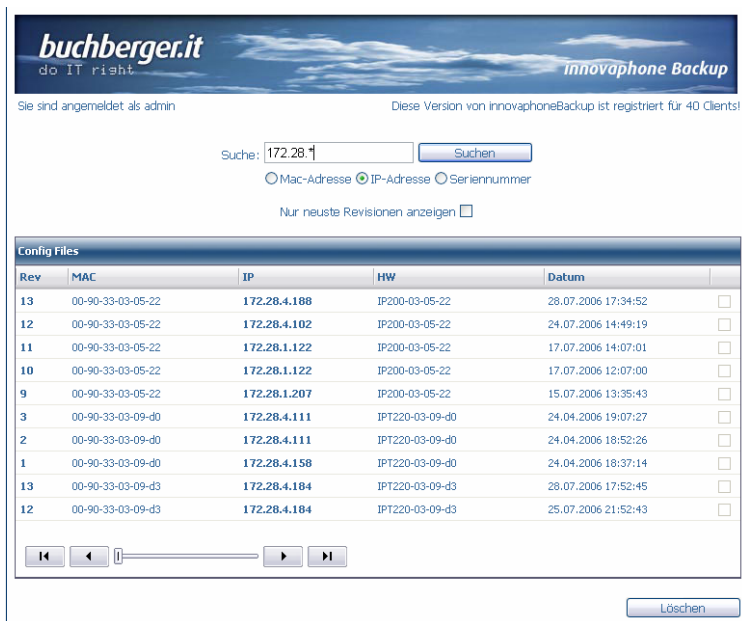 buchberger.it
do IT right
innovaphone Backup
Sie sind angemeldet als admin
Diese Version von innovaphoneBackup ist registriert für 40 Clients!
Suche: 172.28.* Suchen
Mac-Adresse IP-Adresse Seriennummer
Nur neuste Revisionen anzeigen
Config Files
Rev MAC IP HW Datum
13 00-90-33-03-05-22 172.28.4.188 IP200-03-05-22 28.07.2006 17:34:52
12 00-90-33-03-05-22 172.28.4.102 IP200-03-05-22 24.07.2006 14:49:19
11 00-90-33-03-05-22 172.28.1.122 IP200-03-05-22 17.07.2006 14:07:01
10 00-90-33-03-05-22 172.28.1.122 IP200-03-05-22 17.07.2006 12:07:00
9 00-90-33-03-05-22 172.28.1.207 IP200-03-05-22 15.07.2006 13:35:43
3 00-90-33-03-09-d0 172.28.4.111 IPT220-03-09-d0 24.04.2006 19:07:27
2 00-90-33-03-09-d0 172.28.4.111 IPT220-03-09-d0 24.04.2006 18:52:26
1 00-90-33-03-09-d0 172.28.4.158 IPT220-03-09-d0 24.04.2006 18:37:14
13 00-90-33-03-09-d3 172.28.4.184 IPT220-03-09-d3 28.07.2006 17:52:45
12 00-90-33-03-09-d3 172.28.4.184 IPT220-03-09-d3 25.07.2006 21:52:43
Löschen